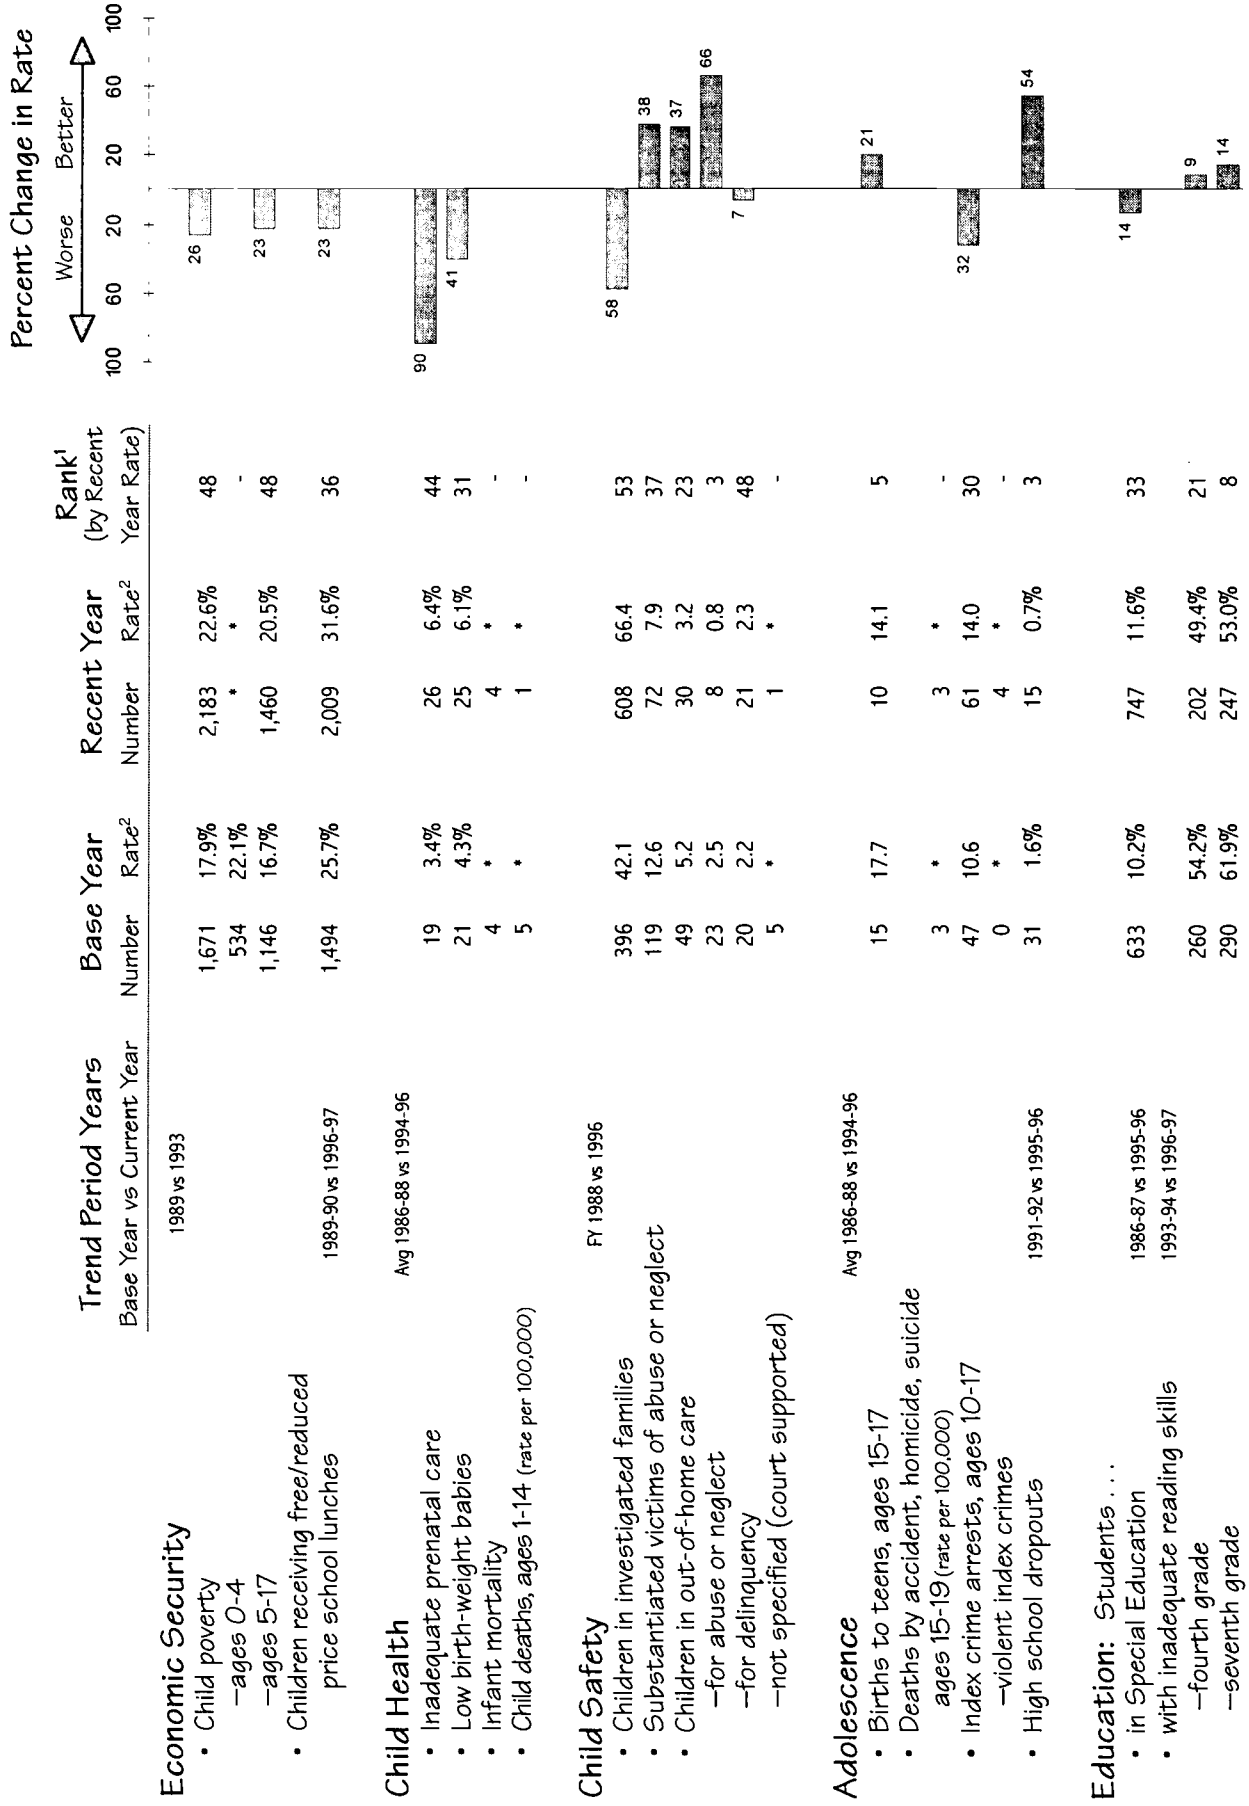 Trend Period Years Base Year Recent Year Rank¹ Percent Change in Rate
Base Year vs Current Year Number Rate² Number Rate² (by Recent Year Rate) Worse Better
100 60 20 20 60 100
Economic Security
• Child poverty 1989 vs 1993 1,671 17.9% 2,183 22.6% 48 26
–ages 0-4 534 22.1% * * -
–ages 5-17 1,146 16.7% 1,460 20.5% 48 23
• Children receiving free/reduced
price school lunches 1989-90 vs 1996-97 1,494 25.7% 2,009 31.6% 36 23
Child Health Avg 1986-88 vs 1994-96
• Inadequate prenatal care 19 3.4% 26 6.4% 44 90
• Low birth-weight babies 21 4.3% 25 6.1% 31 41
• Infant mortality 4 * 4 * -
• Child deaths, ages 1-14 (rate per 100,000) 5 * 1 * -
Child Safety FY 1988 vs 1996
• Children in investigated families 396 42.1 608 66.4 53 58
• Substantiated victims of abuse or neglect 119 12.6 72 7.9 37 38
• Children in out-of-home care 49 5.2 30 3.2 23 37
–for abuse or neglect 23 2.5 8 0.8 3 66
–for delinquency 20 2.2 21 2.3 48 7
–not specified (court supported) 5 * 1 * -
Adolescence Avg 1986-88 vs 1994-96
• Births to teens, ages 15-17 15 17.7 10 14.1 5 21
• Deaths by accident, homicide, suicide
ages 15-19 (rate per 100,000) 3 * 3 * -
• Index crime arrests, ages 10-17 47 10.6 61 14.0 30 32
–violent index crimes 0 * 4 * -
• High school dropouts 1991-92 vs 1995-96 31 1.6% 15 0.7% 3 54
Education: Students . . .
• in Special Education 1986-87 vs 1995-96 633 10.2% 747 11.6% 33 14
• with inadequate reading skills 1993-94 vs 1996-97
–fourth grade 260 54.2% 202 49.4% 21 9
–seventh grade 290 61.9% 247 53.0% 8 14